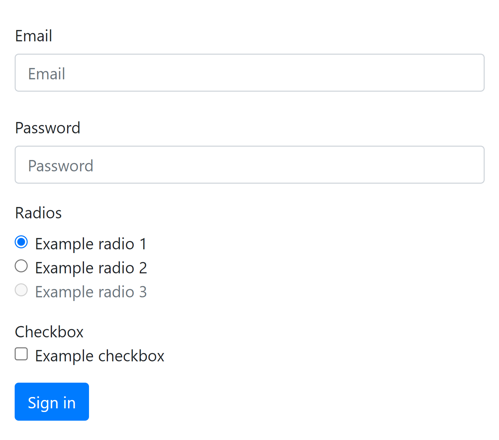 Email
Email
Password
Password
Radios
Example radio 1
Example radio 2
Example radio 3
Checkbox
Example checkbox
Sign in